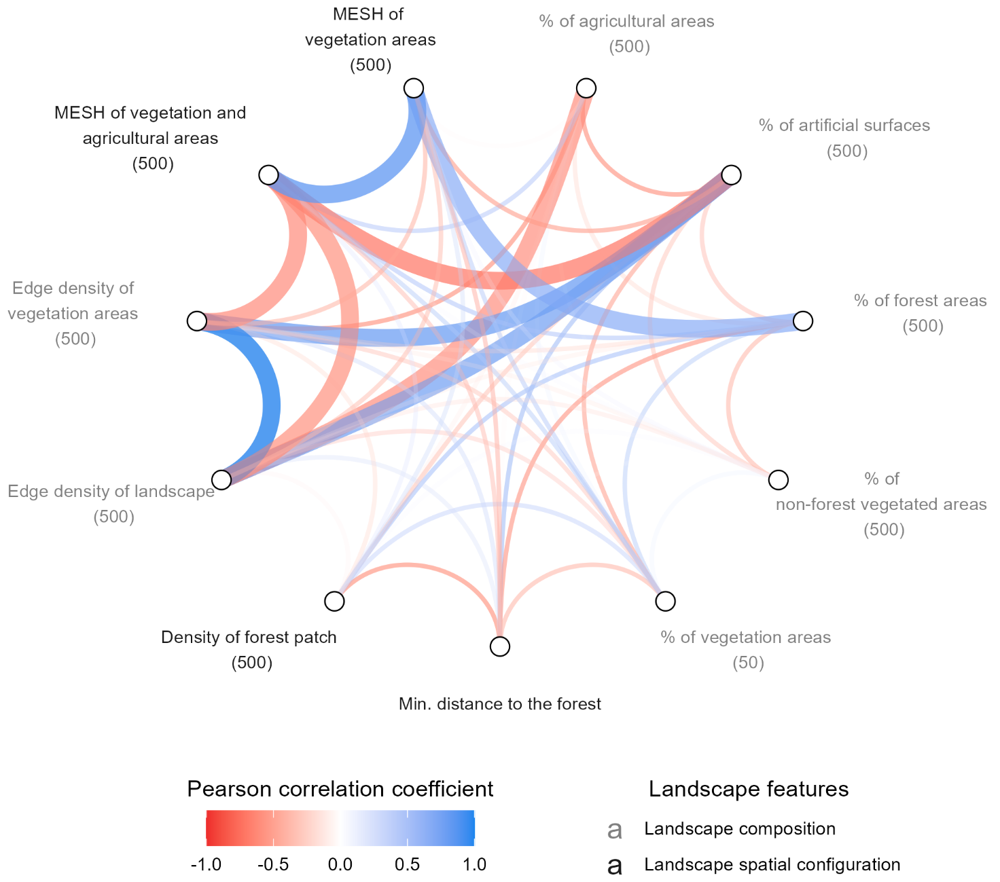 MESH of
vegetation areas
(500)
% of agricultural areas
(500)
MESH of vegetation and
agricultural areas
(500)
% of artificial surfaces
(500)
Edge density of
vegetation areas
(500)
% of forest areas
(500)
Edge density of landscape
(500)
% of
non-forest vegetated areas
(500)
Density of forest patch
(500)
% of vegetation areas
(50)
Min. distance to the forest
Pearson correlation coefficient
-1.0 -0.5 0.0 0.5 1.0
Landscape features
a Landscape composition
a Landscape spatial configuration